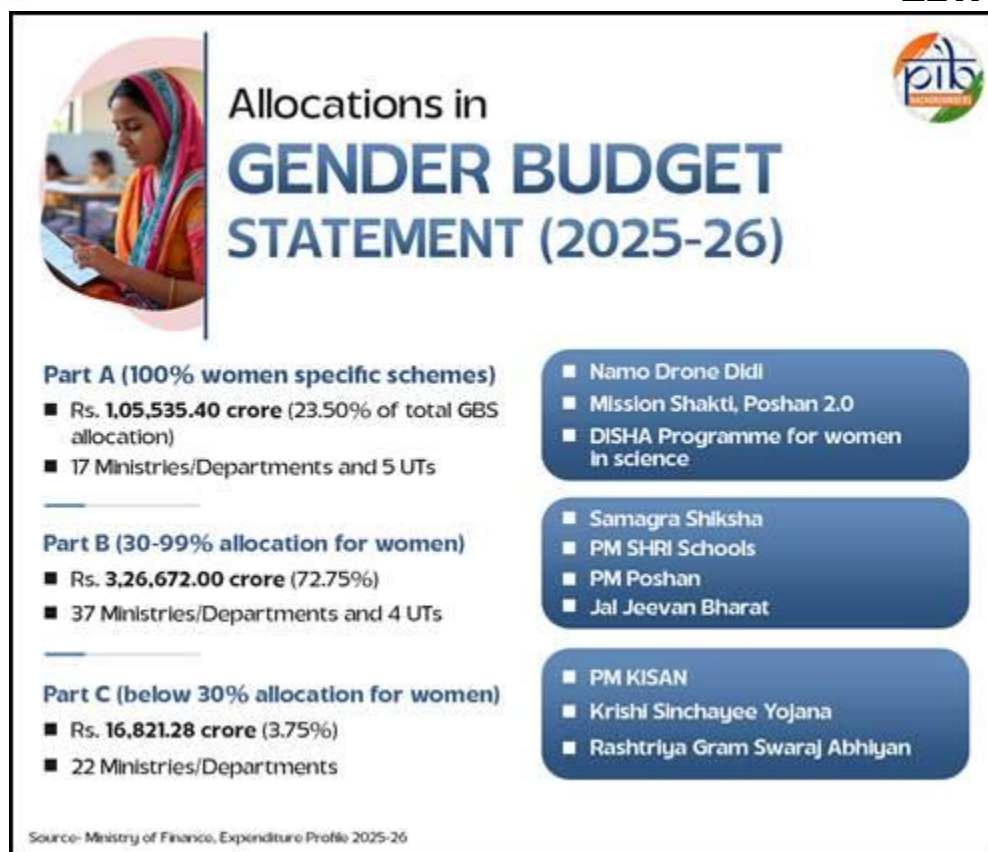 pib
BACKGROUNDERS
Allocations in
GENDER BUDGET
STATEMENT (2025-26)
Part A (100% women specific schemes)
■ Rs. 1,05,535.40 crore (23.50% of total GBS
allocation)
■ 17 Ministries/Departments and 5 UTs
■ Namo Drone Didi
■ Mission Shakti, Poshan 2.0
■ DISHA Programme for women
in science
Part B (30-99% allocation for women)
■ Rs. 3,26,672.00 crore (72.75%)
■ 37 Ministries/Departments and 4 UTs
■ Samagra Shiksha
■ PM SHRI Schools
■ PM Poshan
■ Jal Jeevan Bharat
Part C (below 30% allocation for women)
■ Rs. 16,821.28 crore (3.75%)
■ 22 Ministries/Departments
■ PM KISAN
■ Krishi Sinchayee Yojana
■ Rashtriya Gram Swaraj Abhiyan
Source- Ministry of Finance, Expenditure Profile 2025-26